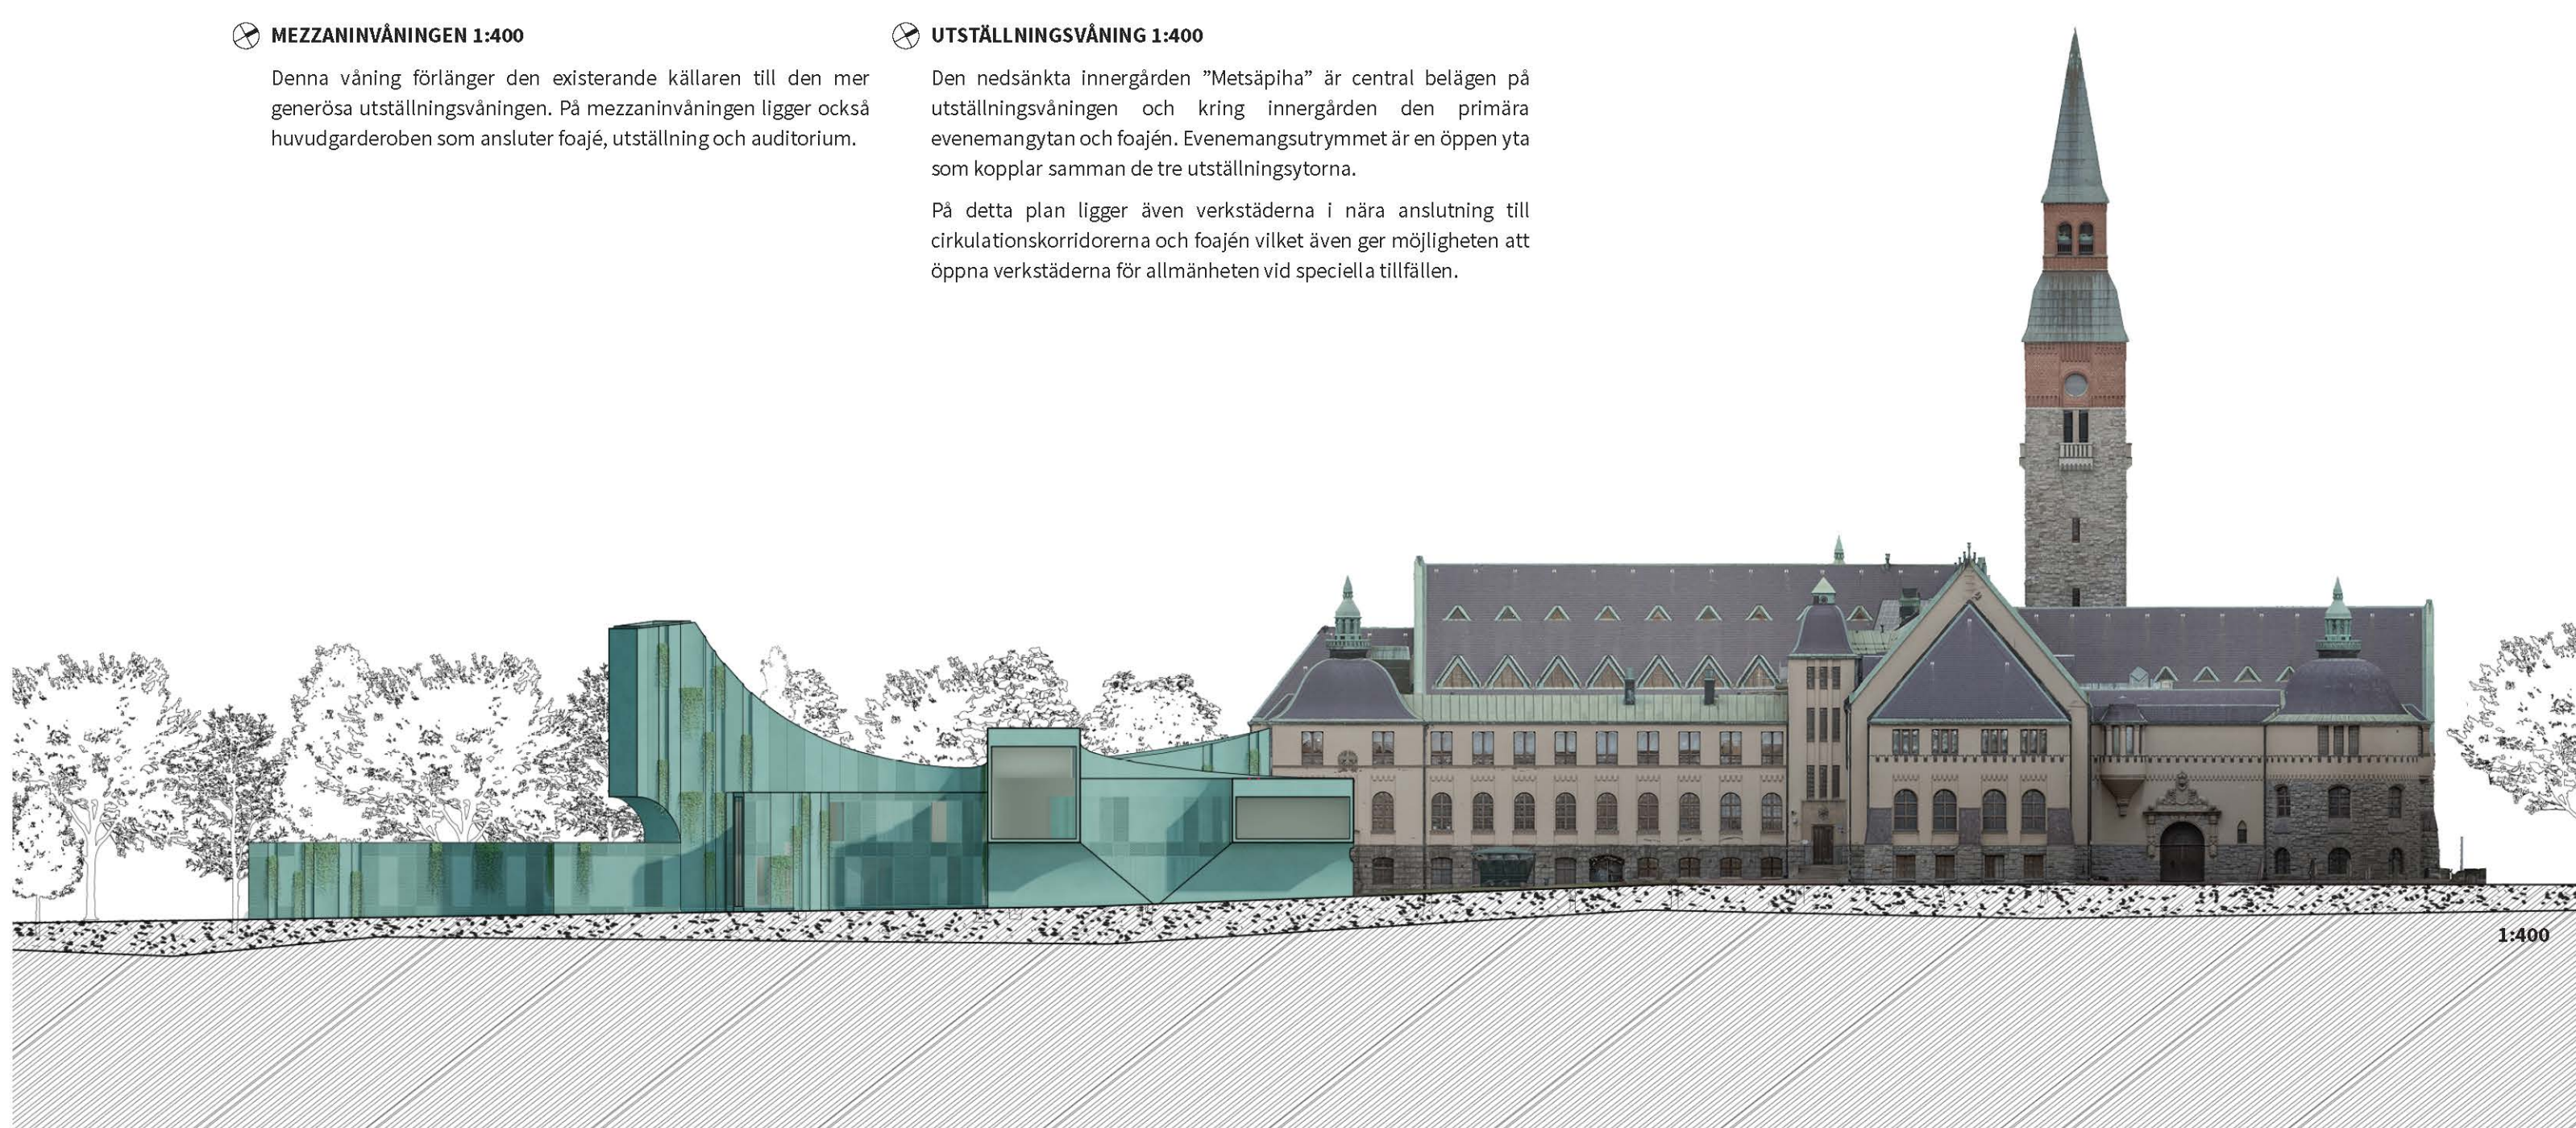 MEZZANINVÅNINGEN 1:400
Denna våning förlänger den existerande källaren till den mer
generösa utställningsvåningen. På mezzaninvåningen ligger också
huvudgarderoben som ansluter foajé, utställning och auditorium.
UTSTÄLLNINGSVÅNING 1:400
Den nedsänkta innergården ”Metsäpiha” är central belägen på
utställningsvåningen och kring innergården den primära
evenemangytan och foajén. Evenemangsutrymmet är en öppen yta
som kopplar samman de tre utställningsytorna.
På detta plan ligger även verkstäderna i nära anslutning till
cirkulationskorridorerna och foajén vilket även ger möjligheten att
öppna verkstäderna för allmänheten vid speciella tillfällen.
1:400